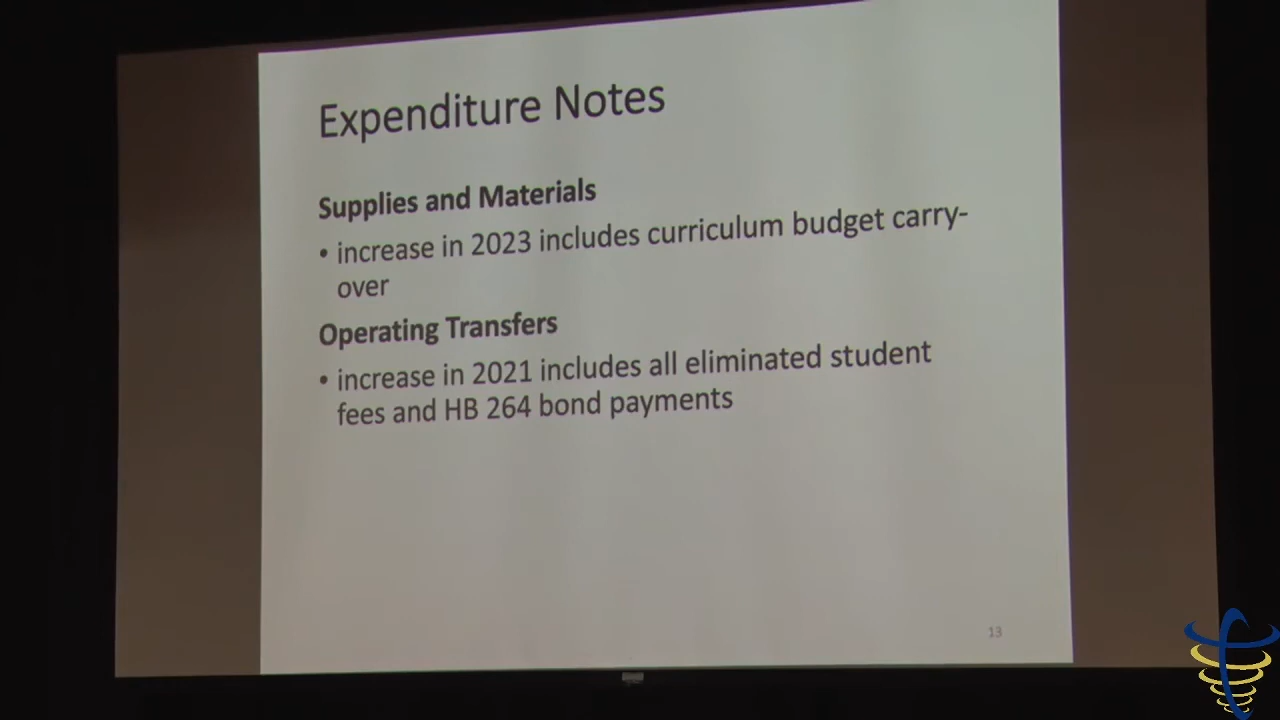 Expenditure Notes
Supplies and Materials
• increase in 2023 includes curriculum budget carry-
over
Operating Transfers
• increase in 2021 includes all eliminated student
fees and HB 264 bond payments
13